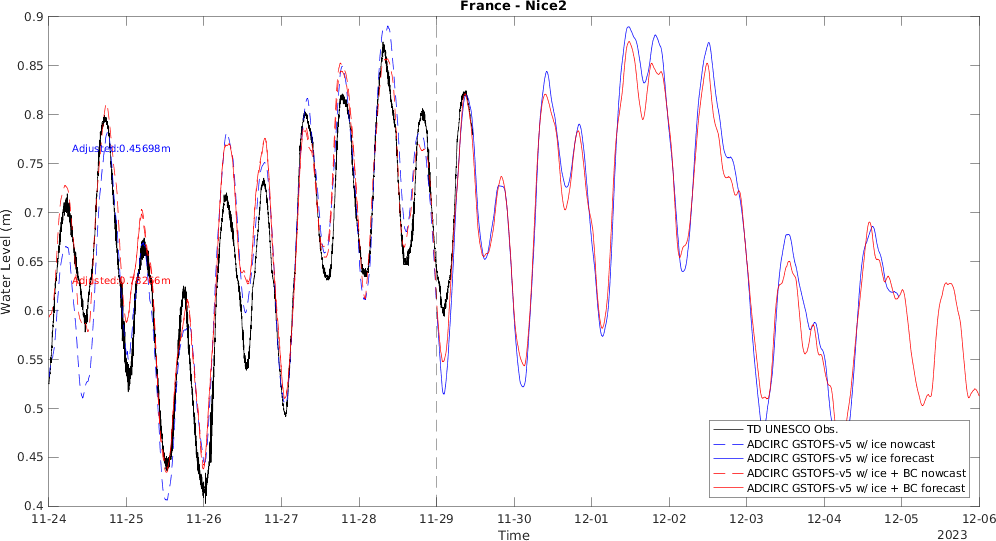 France - Nice2
0.9
0.85
0.8
0.75
0.7
0.65
0.6
0.55
0.5
0.45
0.4
Water Level (m)
Adjusted:0.45698m
TD UNESCO Obs.
ADCIRC GSTOFS-v5 w/ ice nowcast
ADCIRC GSTOFS-v5 w/ ice forecast
ADCIRC GSTOFS-v5 w/ ice + BC nowcast
ADCIRC GSTOFS-v5 w/ ice + BC forecast
11-24 11-25 11-26 11-27 11-28 11-29 11-30 12-01 12-02 12-03 12-04 12-05 12-06
Time
2023